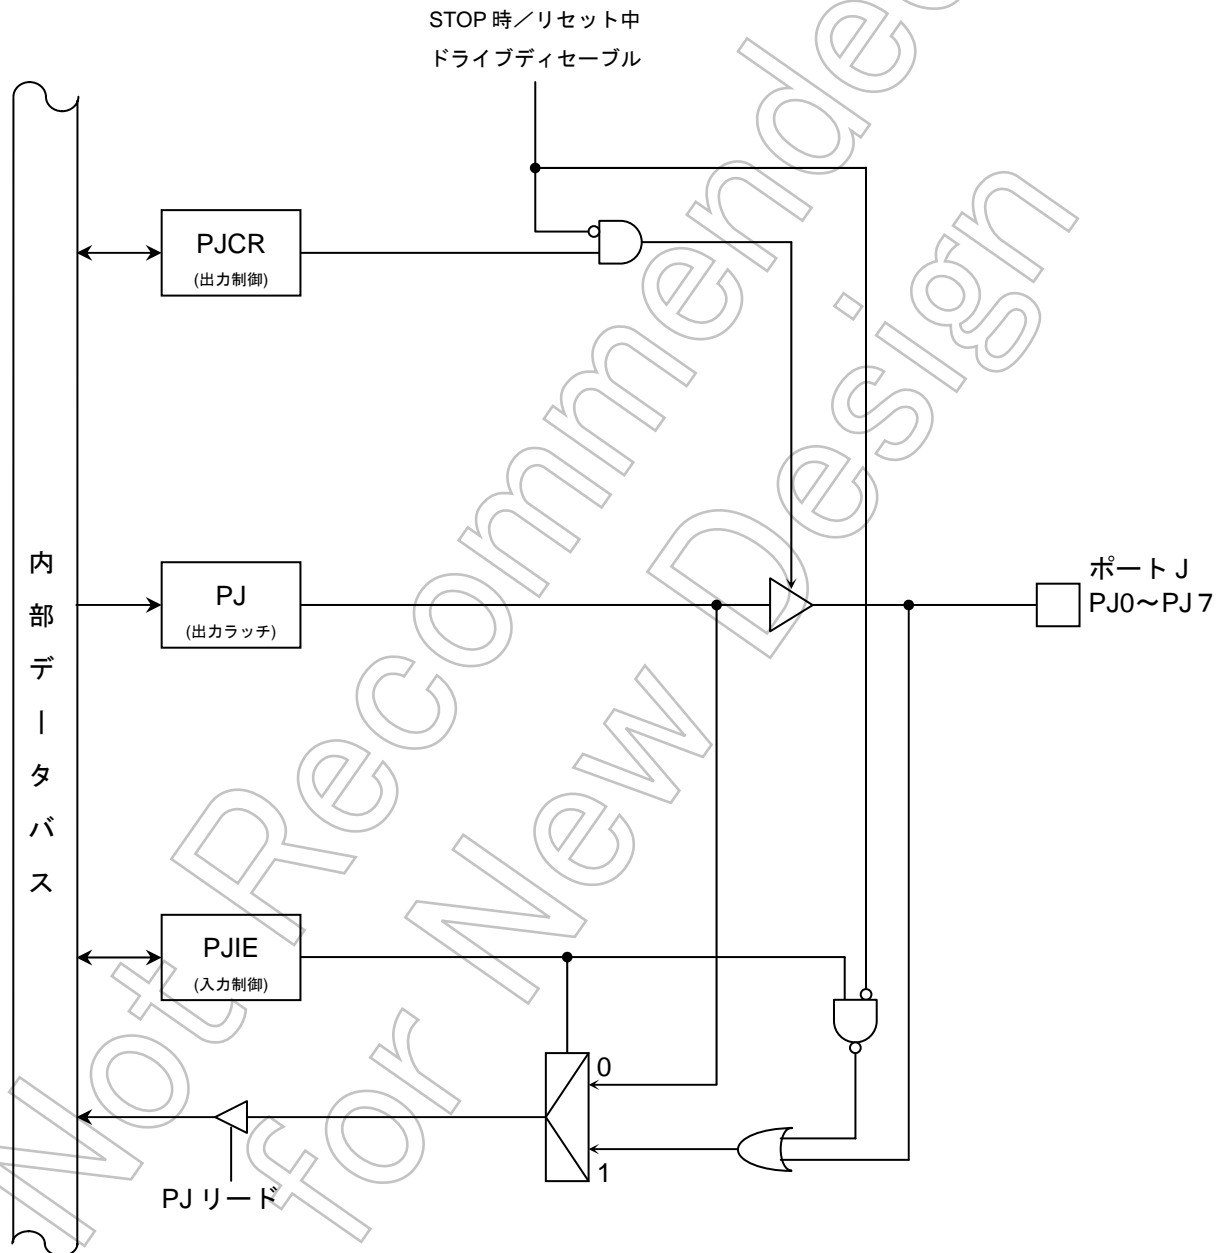 STOP 時／リセット中
ドライブディセーブル
PJCR
(出力制御)
内部データバス
PJ
(出力ラッチ)
ポート J
PJ0～PJ７
PJIE
(入力制御)
0
1
PJ リード
Not Recommended
for New Design